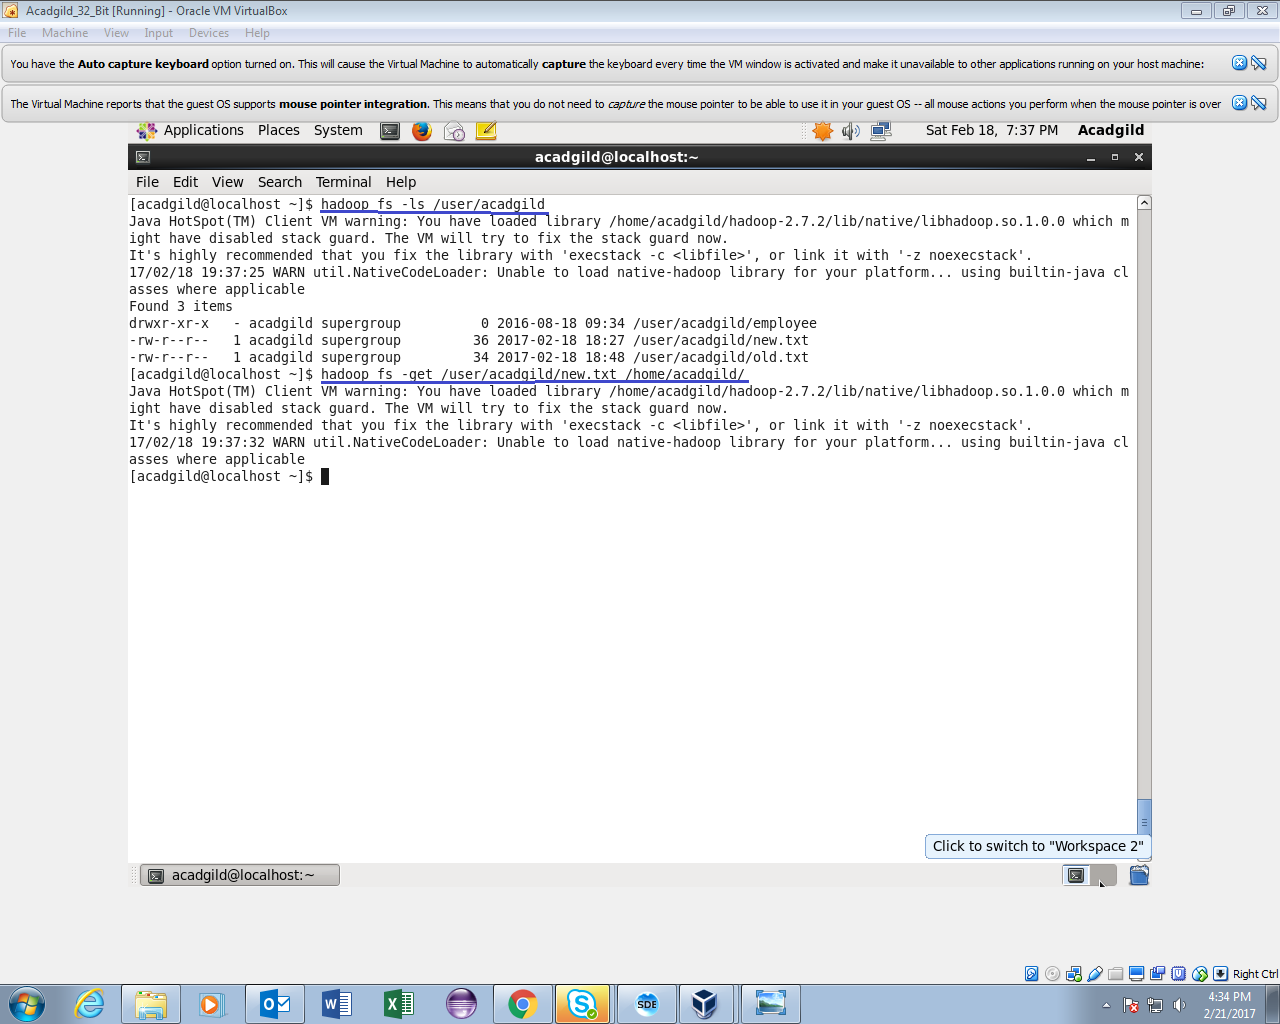 Acadgild_32_Bit [Running] - Oracle VM VirtualBox
File Machine View Input Devices Help
You have the Auto capture keyboard option turned on. This will cause the Virtual Machine to automatically capture the keyboard every time the VM window is activated and make it unavailable to other applications running on your host machine:
The Virtual Machine reports that the guest OS supports mouse pointer integration. This means that you do not need to capture the mouse pointer to be able to use it in your guest OS -- all mouse actions you perform when the mouse pointer is over
Applications Places System Sat Feb 18, 7:37 PM Acadgild
acadgild@localhost:~
File Edit View Search Terminal Help
[acadgild@localhost ~]$ hadoop fs -ls /user/acadgild
Java HotSpot(TM) Client VM warning: You have loaded library /home/acadgild/hadoop-2.7.2/lib/native/libhadoop.so.1.0.0 which m
ight have disabled stack guard. The VM will try to fix the stack guard now.
It's highly recommended that you fix the library with 'execstack -c <libfile>', or link it with '-z noexecstack'.
17/02/18 19:37:25 WARN util.NativeCodeLoader: Unable to load native-hadoop library for your platform... using builtin-java cl
asses where applicable
Found 3 items
drwxr-xr-x   - acadgild supergroup          0 2016-08-18 09:34 /user/acadgild/employee
-rw-r--r--   1 acadgild supergroup         36 2017-02-18 18:27 /user/acadgild/new.txt
-rw-r--r--   1 acadgild supergroup         34 2017-02-18 18:48 /user/acadgild/old.txt
[acadgild@localhost ~]$ hadoop fs -get /user/acadgild/new.txt /home/acadgild/
Java HotSpot(TM) Client VM warning: You have loaded library /home/acadgild/hadoop-2.7.2/lib/native/libhadoop.so.1.0.0 which m
ight have disabled stack guard. The VM will try to fix the stack guard now.
It's highly recommended that you fix the library with 'execstack -c <libfile>', or link it with '-z noexecstack'.
17/02/18 19:37:32 WARN util.NativeCodeLoader: Unable to load native-hadoop library for your platform... using builtin-java cl
asses where applicable
[acadgild@localhost ~]$
Click to switch to "Workspace 2"
acadgild@localhost:~
Right Ctrl
SDE
4:34 PM
2/21/2017